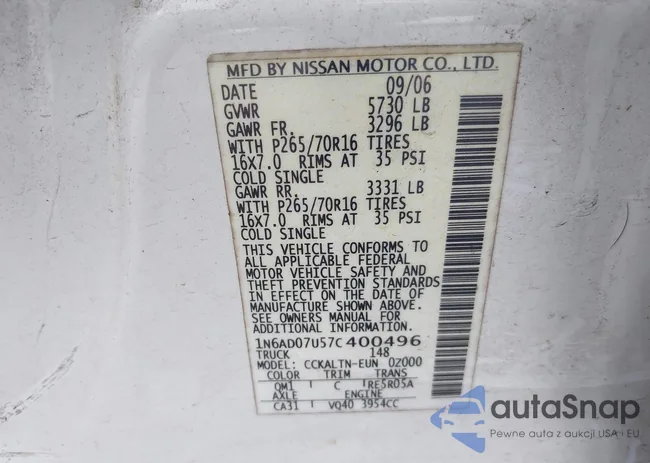 MFD BY NISSAN MOTOR CO., LTD.
DATE 09/06
GVWR 5730 LB
GAWR FR. 3296 LB
WITH P265/70R16 TIRES
16X7.0 RIMS AT 35 PSI
COLD SINGLE
GAWR RR. 3331 LB
WITH P265/70R16 TIRES
16X7.0 RIMS AT 35 PSI
COLD SINGLE
THIS VEHICLE CONFORMS TO
ALL APPLICABLE FEDERAL
MOTOR VEHICLE SAFETY AND
THEFT PREVENTION STANDARDS
IN EFFECT ON THE DATE OF
MANUFACTURE SHOWN ABOVE.
SEE OWNERS MANUAL FOR
ADDITIONAL INFORMATION.
1N6AD07U57C400496
TRUCK 148
MODEL: CCKALTN-EUN 0Z000
COLOR TRIM TRANS
QM1 C RE5R05A
AXLE ENGINE
CA31 VQ40 3954CC
autaSnap
Pewne auta z aukcji USA i EU